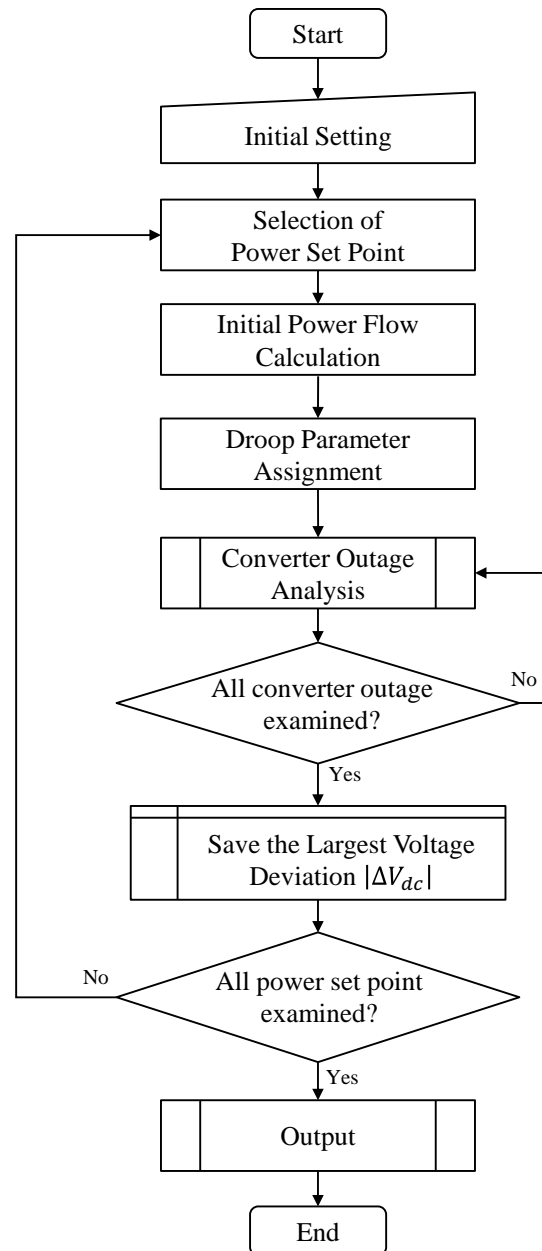 Start
Initial Setting
Selection of
Power Set Point
Initial Power Flow
Calculation
Droop Parameter
Assignment
Converter Outage
Analysis
All converter outage
examined?
No
Yes
Save the Largest Voltage
Deviation |ΔV_{dc}|
All power set point
examined?
No
Yes
Output
End